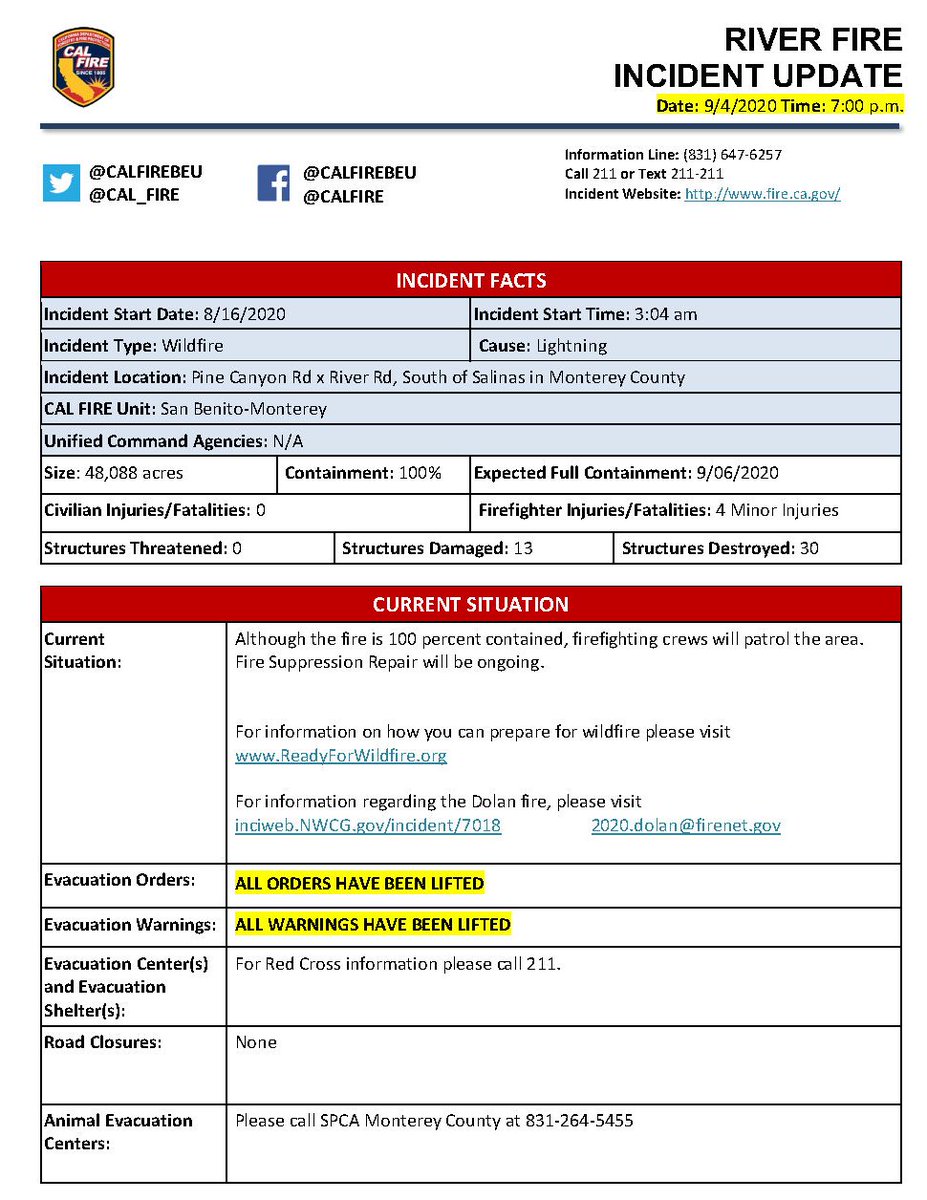 CALIFORNIA DEPARTMENT OF
FORESTRY & FIRE PROTECTION
CAL
FIRE
SINCE 1885
RIVER FIRE
INCIDENT UPDATE
Date: 9/4/2020 Time: 7:00 p.m.
@CALFIREBEU
@CAL_FIRE
@CALFIREBEU
@CALFIRE
Information Line: (831) 647-6257
Call 211 or Text 211-211
Incident Website: http://www.fire.ca.gov/
INCIDENT FACTS
Incident Start Date: 8/16/2020 Incident Start Time: 3:04 am
Incident Type: Wildfire Cause: Lightning
Incident Location: Pine Canyon Rd x River Rd, South of Salinas in Monterey County
CAL FIRE Unit: San Benito-Monterey
Unified Command Agencies: N/A
Size: 48,088 acres Containment: 100% Expected Full Containment: 9/06/2020
Civilian Injuries/Fatalities: 0 Firefighter Injuries/Fatalities: 4 Minor Injuries
Structures Threatened: 0 Structures Damaged: 13 Structures Destroyed: 30
CURRENT SITUATION
Current
Situation:
Although the fire is 100 percent contained, firefighting crews will patrol the area.
Fire Suppression Repair will be ongoing.
For information on how you can prepare for wildfire please visit
www.ReadyForWildfire.org
For information regarding the Dolan fire, please visit
inciweb.NWCG.gov/incident/7018 2020.dolan@firenet.gov
Evacuation Orders: ALL ORDERS HAVE BEEN LIFTED
Evacuation Warnings: ALL WARNINGS HAVE BEEN LIFTED
Evacuation Center(s)
and Evacuation
Shelter(s):
For Red Cross information please call 211.
Road Closures: None
Animal Evacuation
Centers:
Please call SPCA Monterey County at 831-264-5455